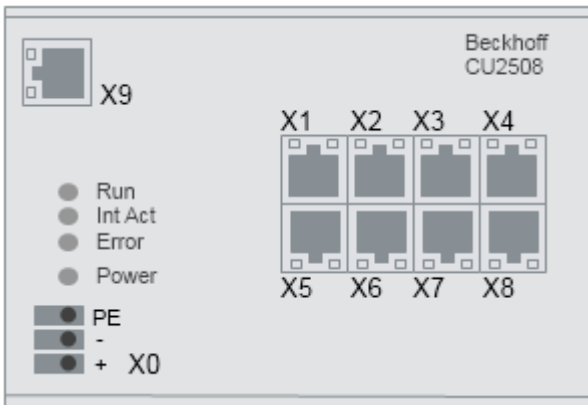 Beckhoff
CU2508
X9
X1 X2 X3 X4
Run
Int Act
Error
Power
X5 X6 X7 X8
PE
-
+ X0